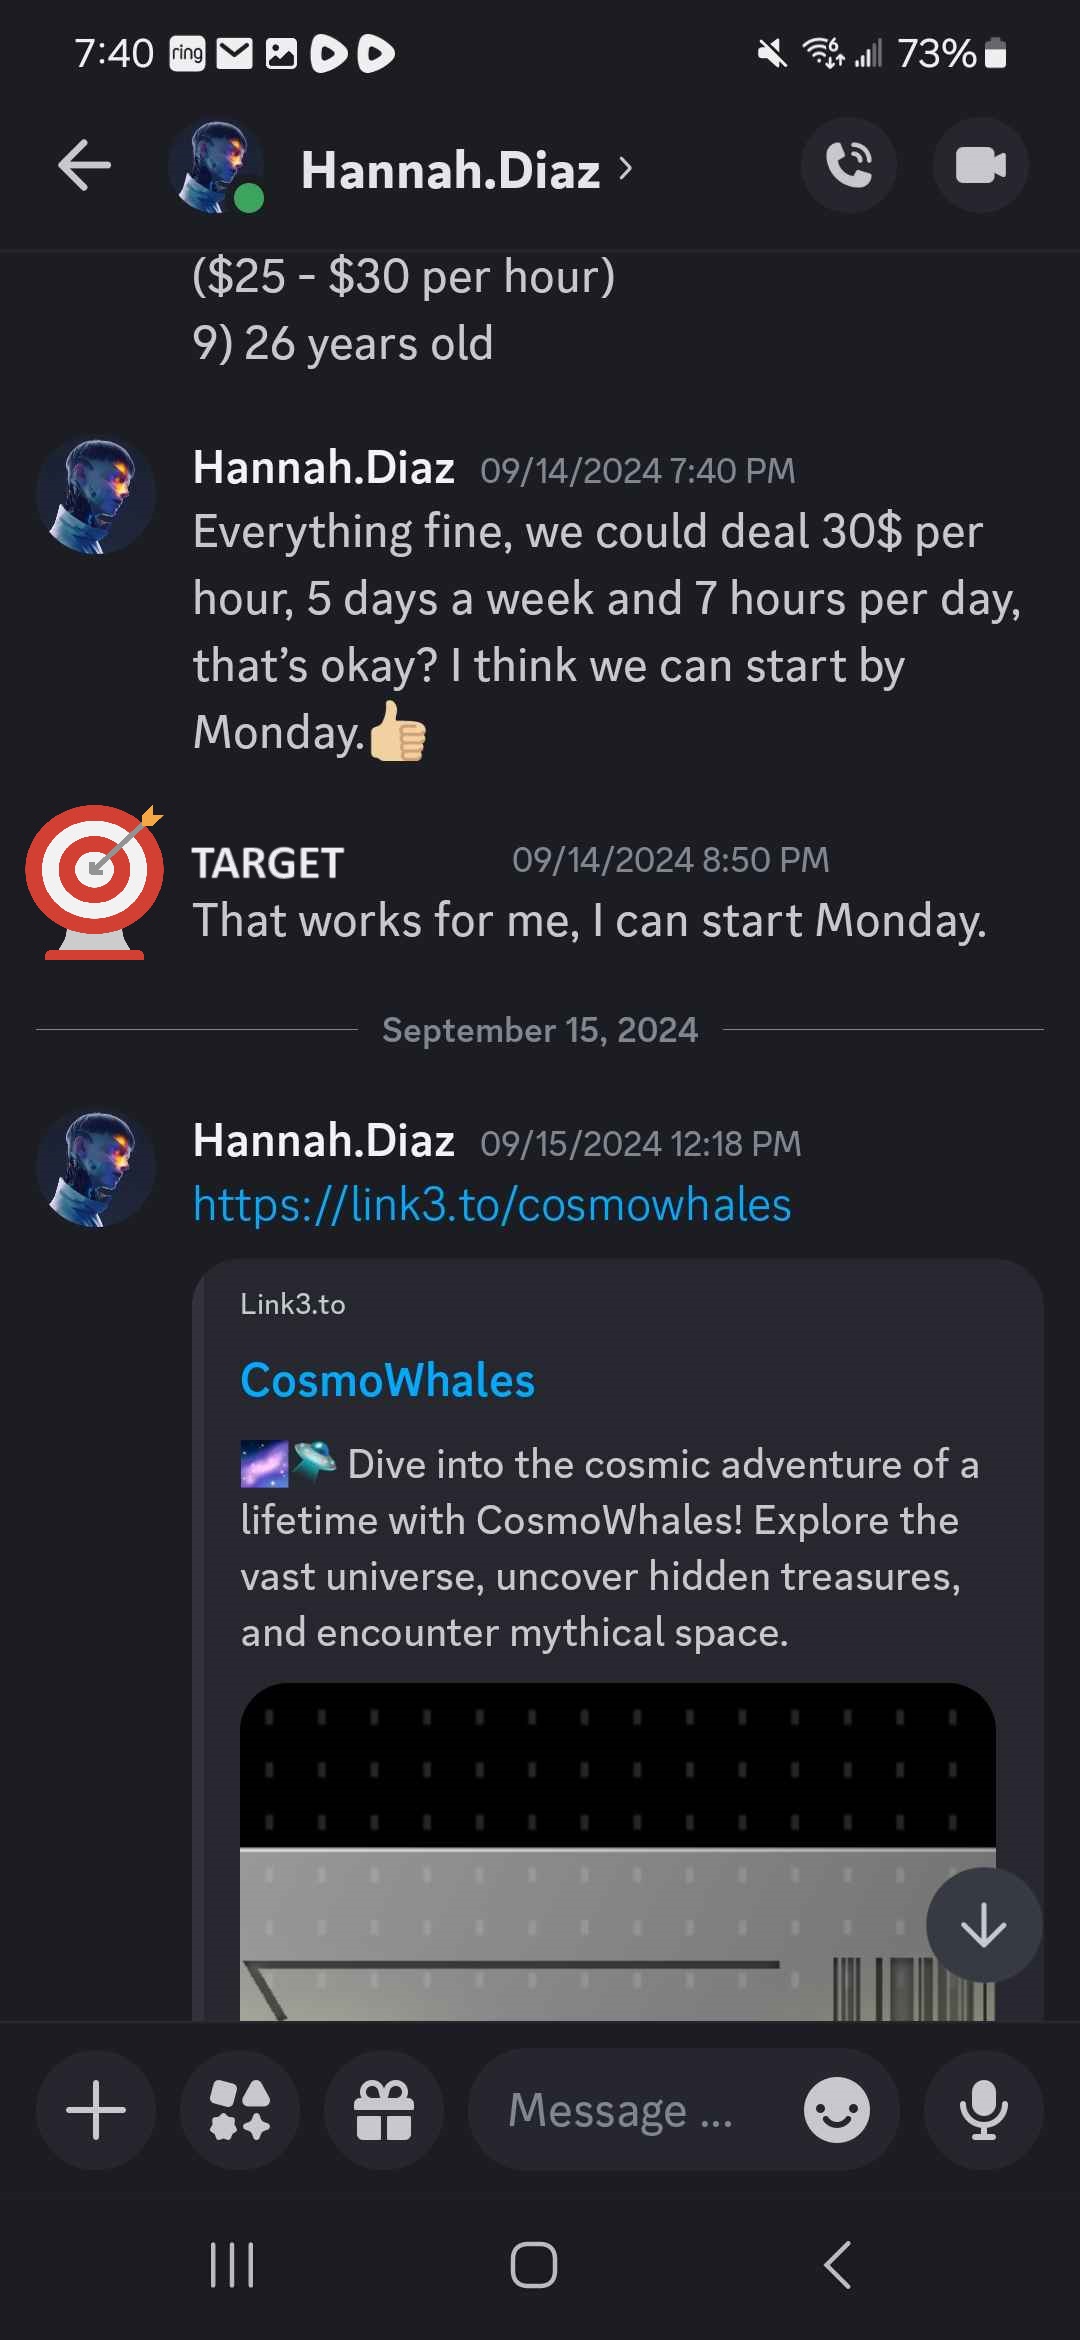 7:40 ring 73%
Hannah.Diaz
($25 - $30 per hour)
9) 26 years old
Hannah.Diaz 09/14/2024 7:40 PM
Everything fine, we could deal 30$ per
hour, 5 days a week and 7 hours per day,
that's okay? I think we can start by
Monday.
TARGET 09/14/2024 8:50 PM
That works for me, I can start Monday.
September 15, 2024
Hannah.Diaz 09/15/2024 12:18 PM
https://link3.to/cosmowhales
Link3.to
CosmoWhales
Dive into the cosmic adventure of a
lifetime with CosmoWhales! Explore the
vast universe, uncover hidden treasures,
and encounter mythical space.
Message ...